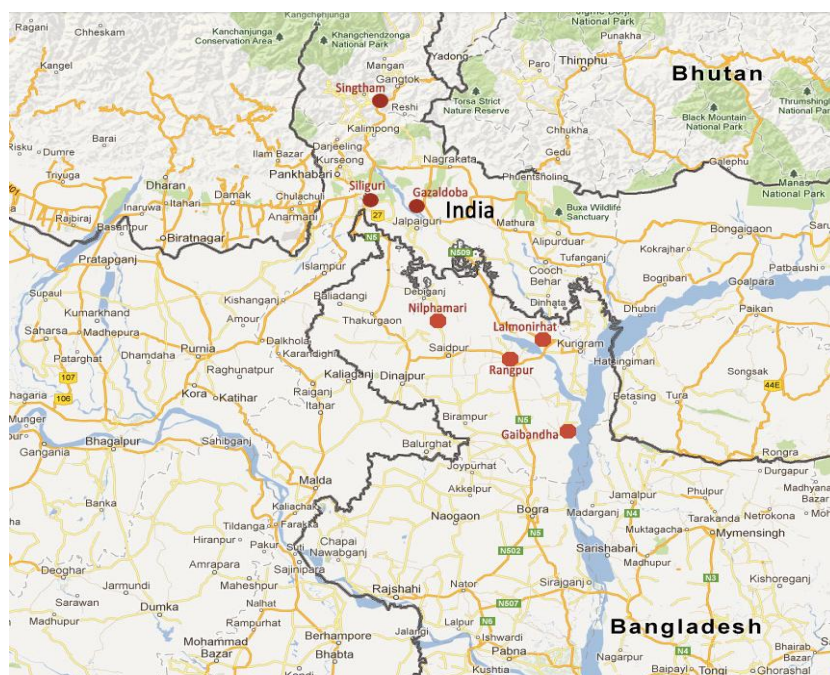 Kangchenjunga
Ragani
Chheskam
Kanchanjunga
Conservation Area
Khangchendzonga
National Park
Yadong
National Park
Punakha
Paro
Thimphu
Kangel
Mangan
Gangtok
Singtham
Reshi
Torsa Strict
Nature Reserve
Bhutan
Black Mountain
National Park
Thrumshing
National Park
Chhukha
Risku
Dumre
Barai
Triyuga
Ilam Bazar
Darjeeling
Kalimpong
Kurseong
Nagrakata
Gedu
Galephu
Pankhabari
Phuentsholing
Dharan
Damak
Chulachuli
Siliguri
Gazaldoba
India
Buxa Wildlife
Sanctuary
Manas
National Park
Rajbiraj
Inaruwa
Itahari
Anarmani
27
Jalpaiguri
Mathura
Basanpur
Biratnagar
N5
N509
Alipurduar
Bongaigaon
Pratapganj
Islampur
Tufanganj
Kokrajhar
Cooch
Behar
Goalpara
Patbaushi
Bogribari
Debiganj
Dinhata
Dhubri
Paikan
Supaul
Kishanganj
Baliadangi
Nilphamari
Lalmonirhat
Kumarkhand
Amour
Thakurgaon
Saharsa
Madhepura
Dalkhola
Saidpur
Kurigram
Patarghat
Dhamdaha
Purnia
Karandighi
Rangpur
Hatsingimari
Songsak
107
106
Raghunatpur
Kaliaganj
Dinajpur
44E
Khagaria
Kora
Katihar
Raiganj
Itahar
Betasing
Tura
Munger
Birampur
N5
Gaibandha
Gangania
Bhagalpur
Sahibganj
Balurghat
Rongra
Joypurhat
Durgapur
Malda
Akkelpur
Jamalpur
Phulpur
Madhyana
Bazar
Banka
Kaliachak
Naogaon
Bogra
Madarganj
N4
Tarakanda
Netrokona
Tildanga
Farakka
Chapai
Nawabganj
Muktagacha
Mymensingh
Hiranpur
Pakur
Suti
N5
N502
Sarishabari
Madhupur
Deoghar
Amrapara
Sajinipara
Jarmundi
Maheshpur
Rajshahi
Nator
Sirajganj
N3
Kishoreganj
Sarawan
Dumka
Nalhat
N507
N4
Madhupur
Rampurhat
Berhampore
Jalangi
Lalpur
N6
Ishwardi
Bangladesh
Mohammad
Bazar
Bhabta
Pabna
Nagarpur
Bhairab
Bazar
Kushtia
Baipayl
Tongi
Ghorashal